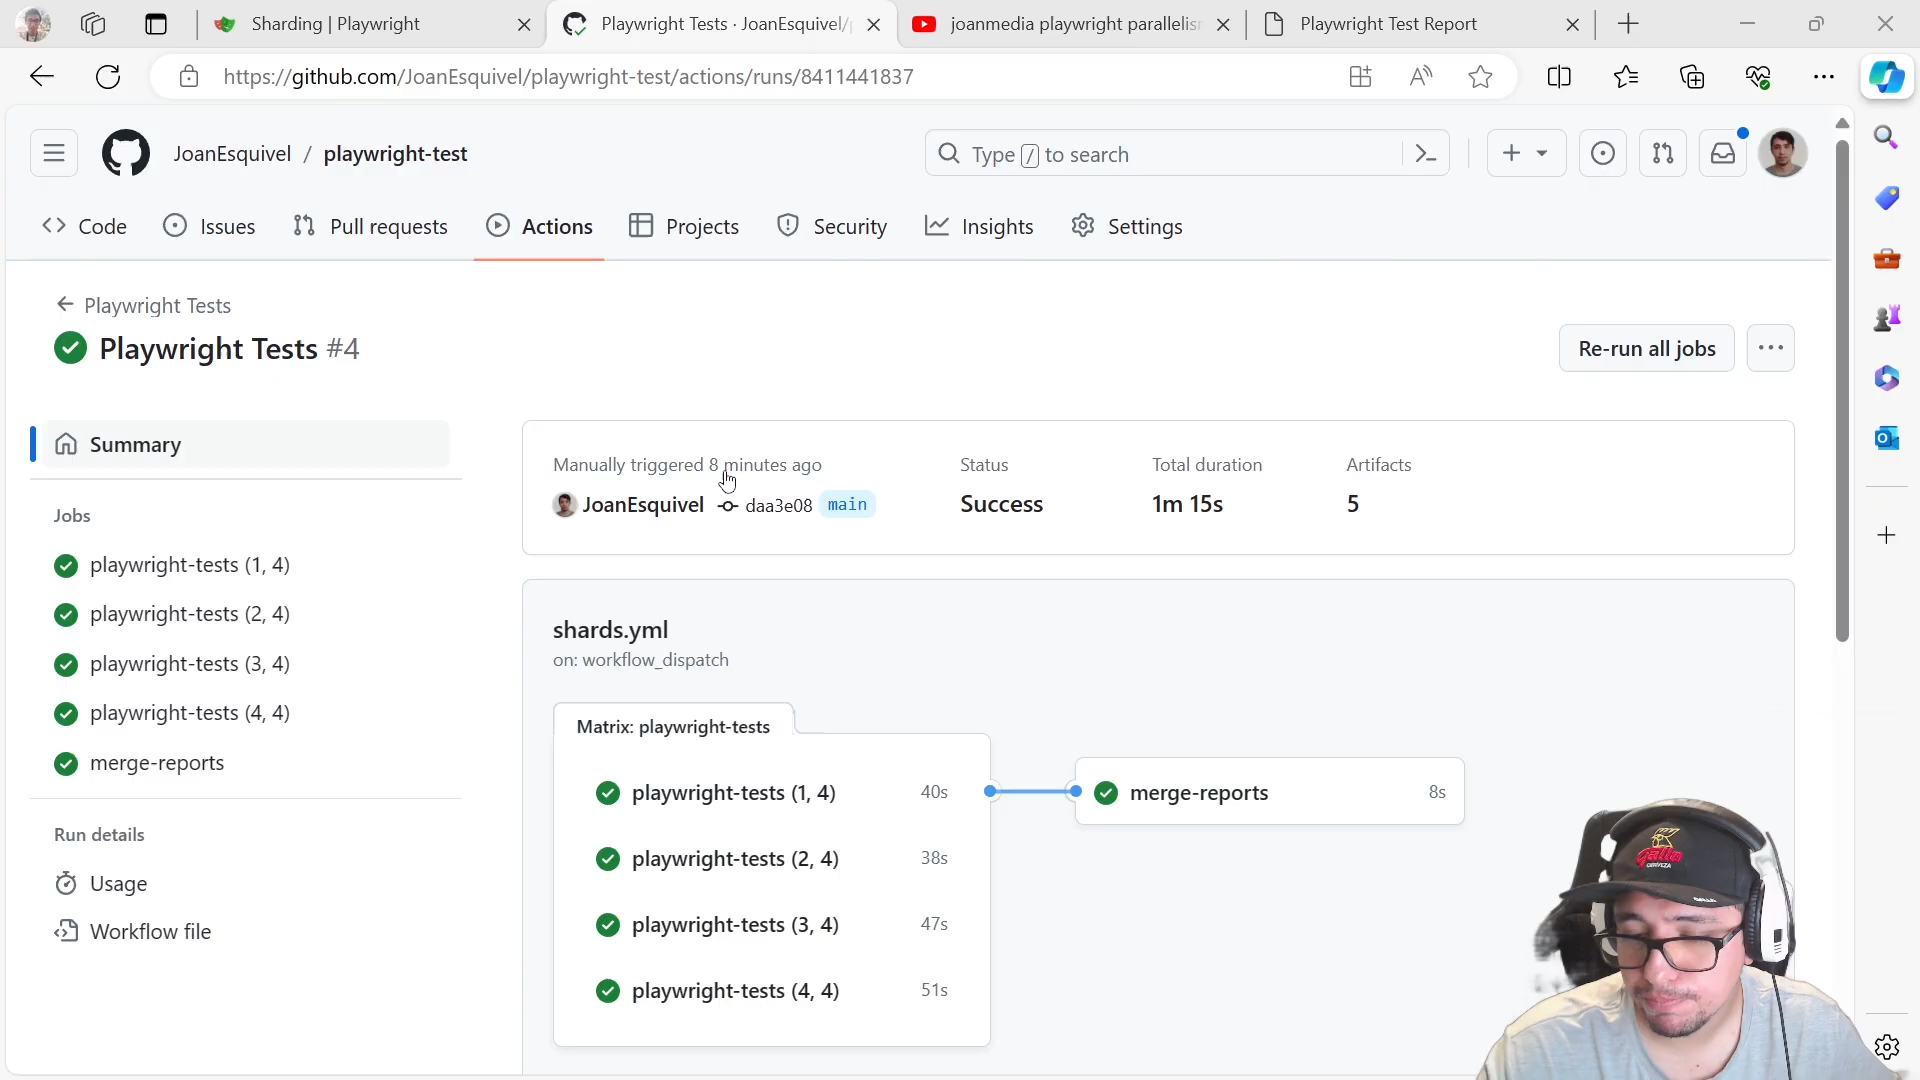 Sharding | Playwright
Playwright Tests · JoanEsquivel/p
joanmedia playwright parallelis
Playwright Test Report
https://github.com/JoanEsquivel/playwright-test/actions/runs/8411441837
JoanEsquivel / playwright-test
Type / to search
Code
Issues
Pull requests
Actions
Projects
Security
Insights
Settings
Playwright Tests
Playwright Tests #4
Re-run all jobs
Summary
Jobs
playwright-tests (1, 4)
playwright-tests (2, 4)
playwright-tests (3, 4)
playwright-tests (4, 4)
merge-reports
Run details
Usage
Workflow file
Manually triggered 8 minutes ago
JoanEsquivel daa3e08 main
Status
Success
Total duration
1m 15s
Artifacts
5
shards.yml
on: workflow_dispatch
Matrix: playwright-tests
playwright-tests (1, 4) 40s
playwright-tests (2, 4) 38s
playwright-tests (3, 4) 47s
playwright-tests (4, 4) 51s
merge-reports 8s
Gallo
CERVEZA